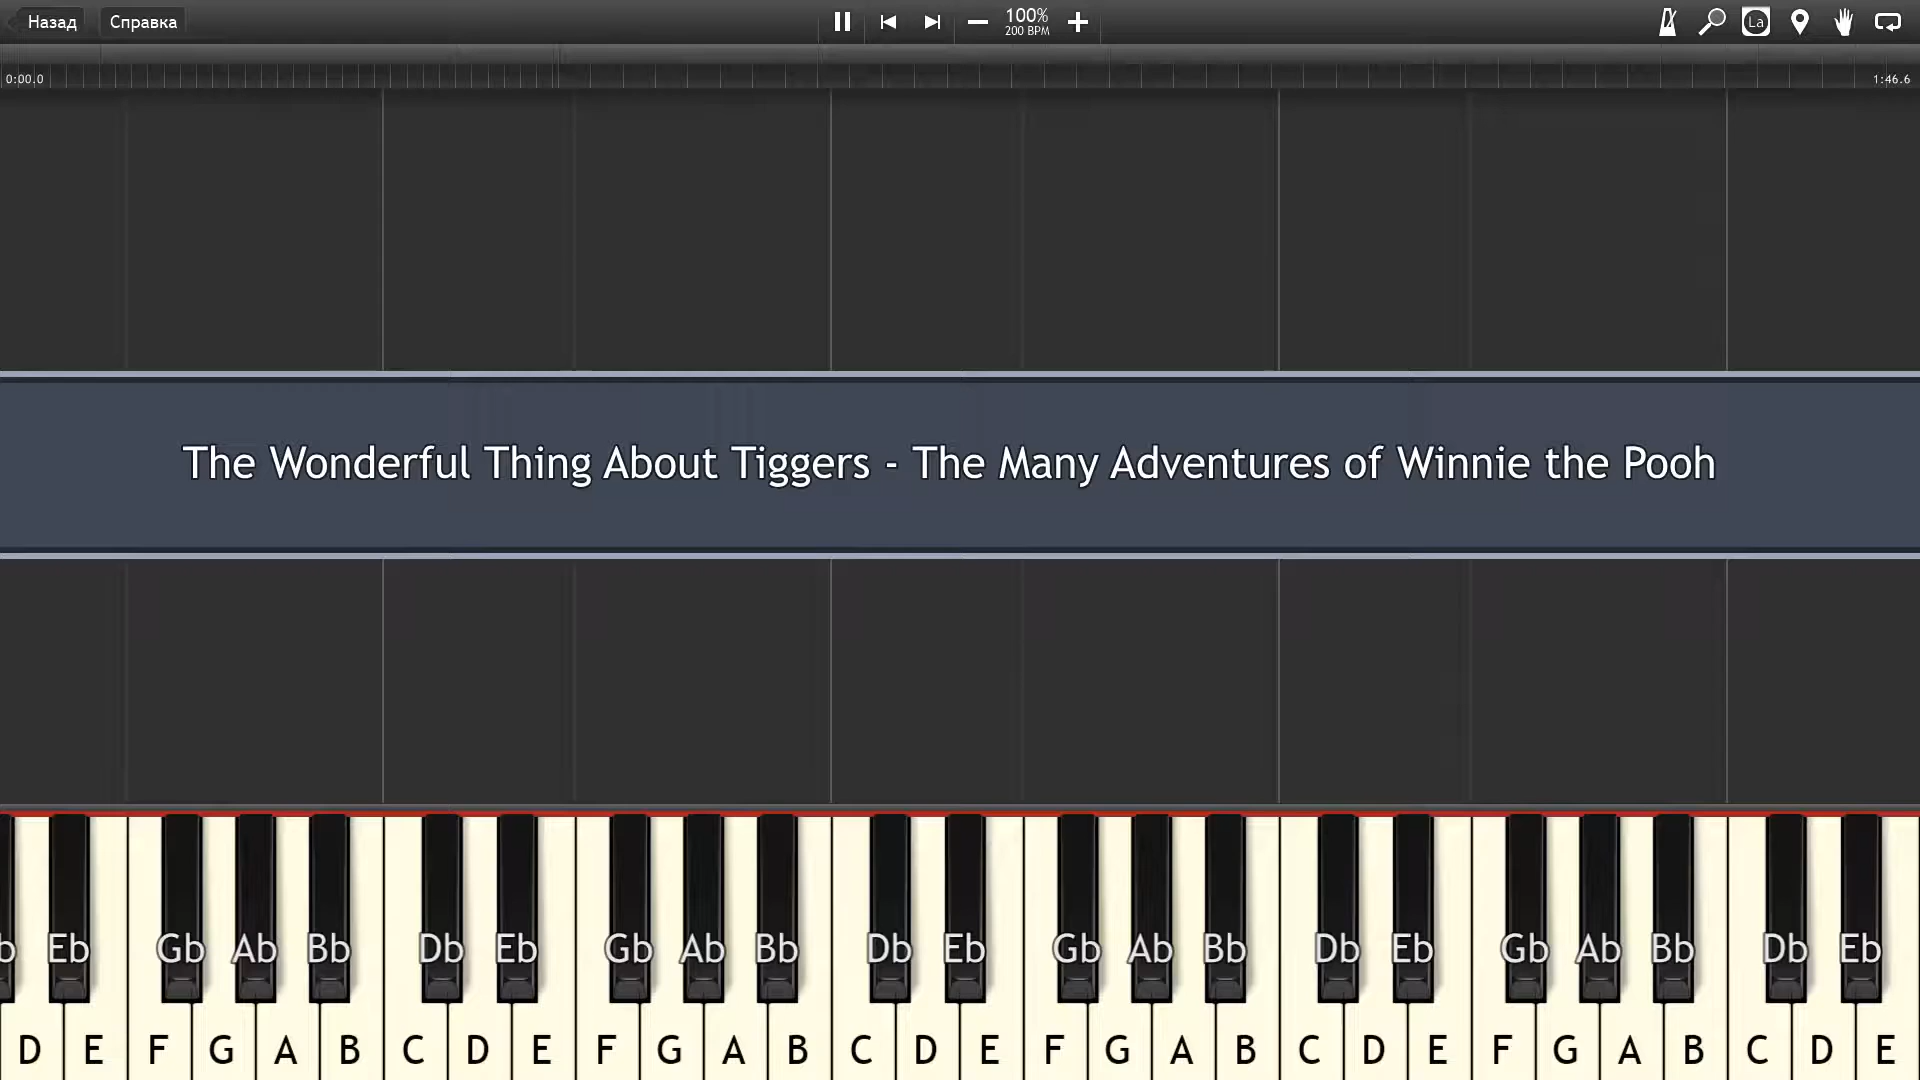 Назад Справка 100% La
200 BPM
0:00.0 1:46.6
The Wonderful Thing About Tiggers - The Many Adventures of Winnie the Pooh
b Eb Gb Ab Bb Db Eb Gb Ab Bb Db Eb Gb Ab Bb Db Eb Gb Ab Bb Db Eb
D E F G A B C D E F G A B C D E F G A B C D E F G A B C D E